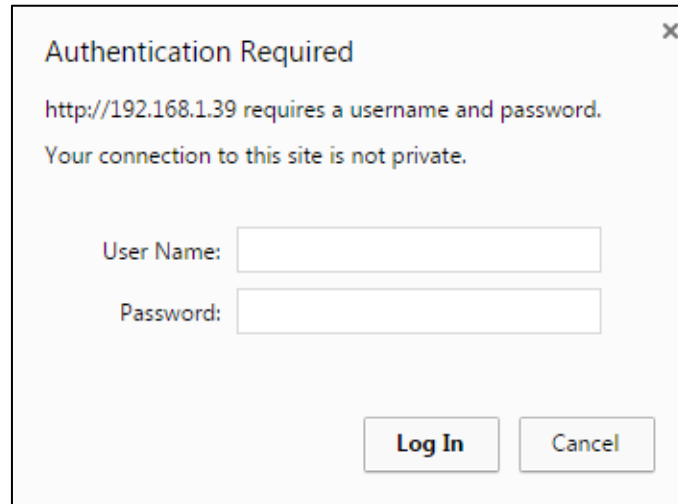 Authentication Required
http://192.168.1.39 requires a username and password.
Your connection to this site is not private.
User Name:
Password:
Log In Cancel